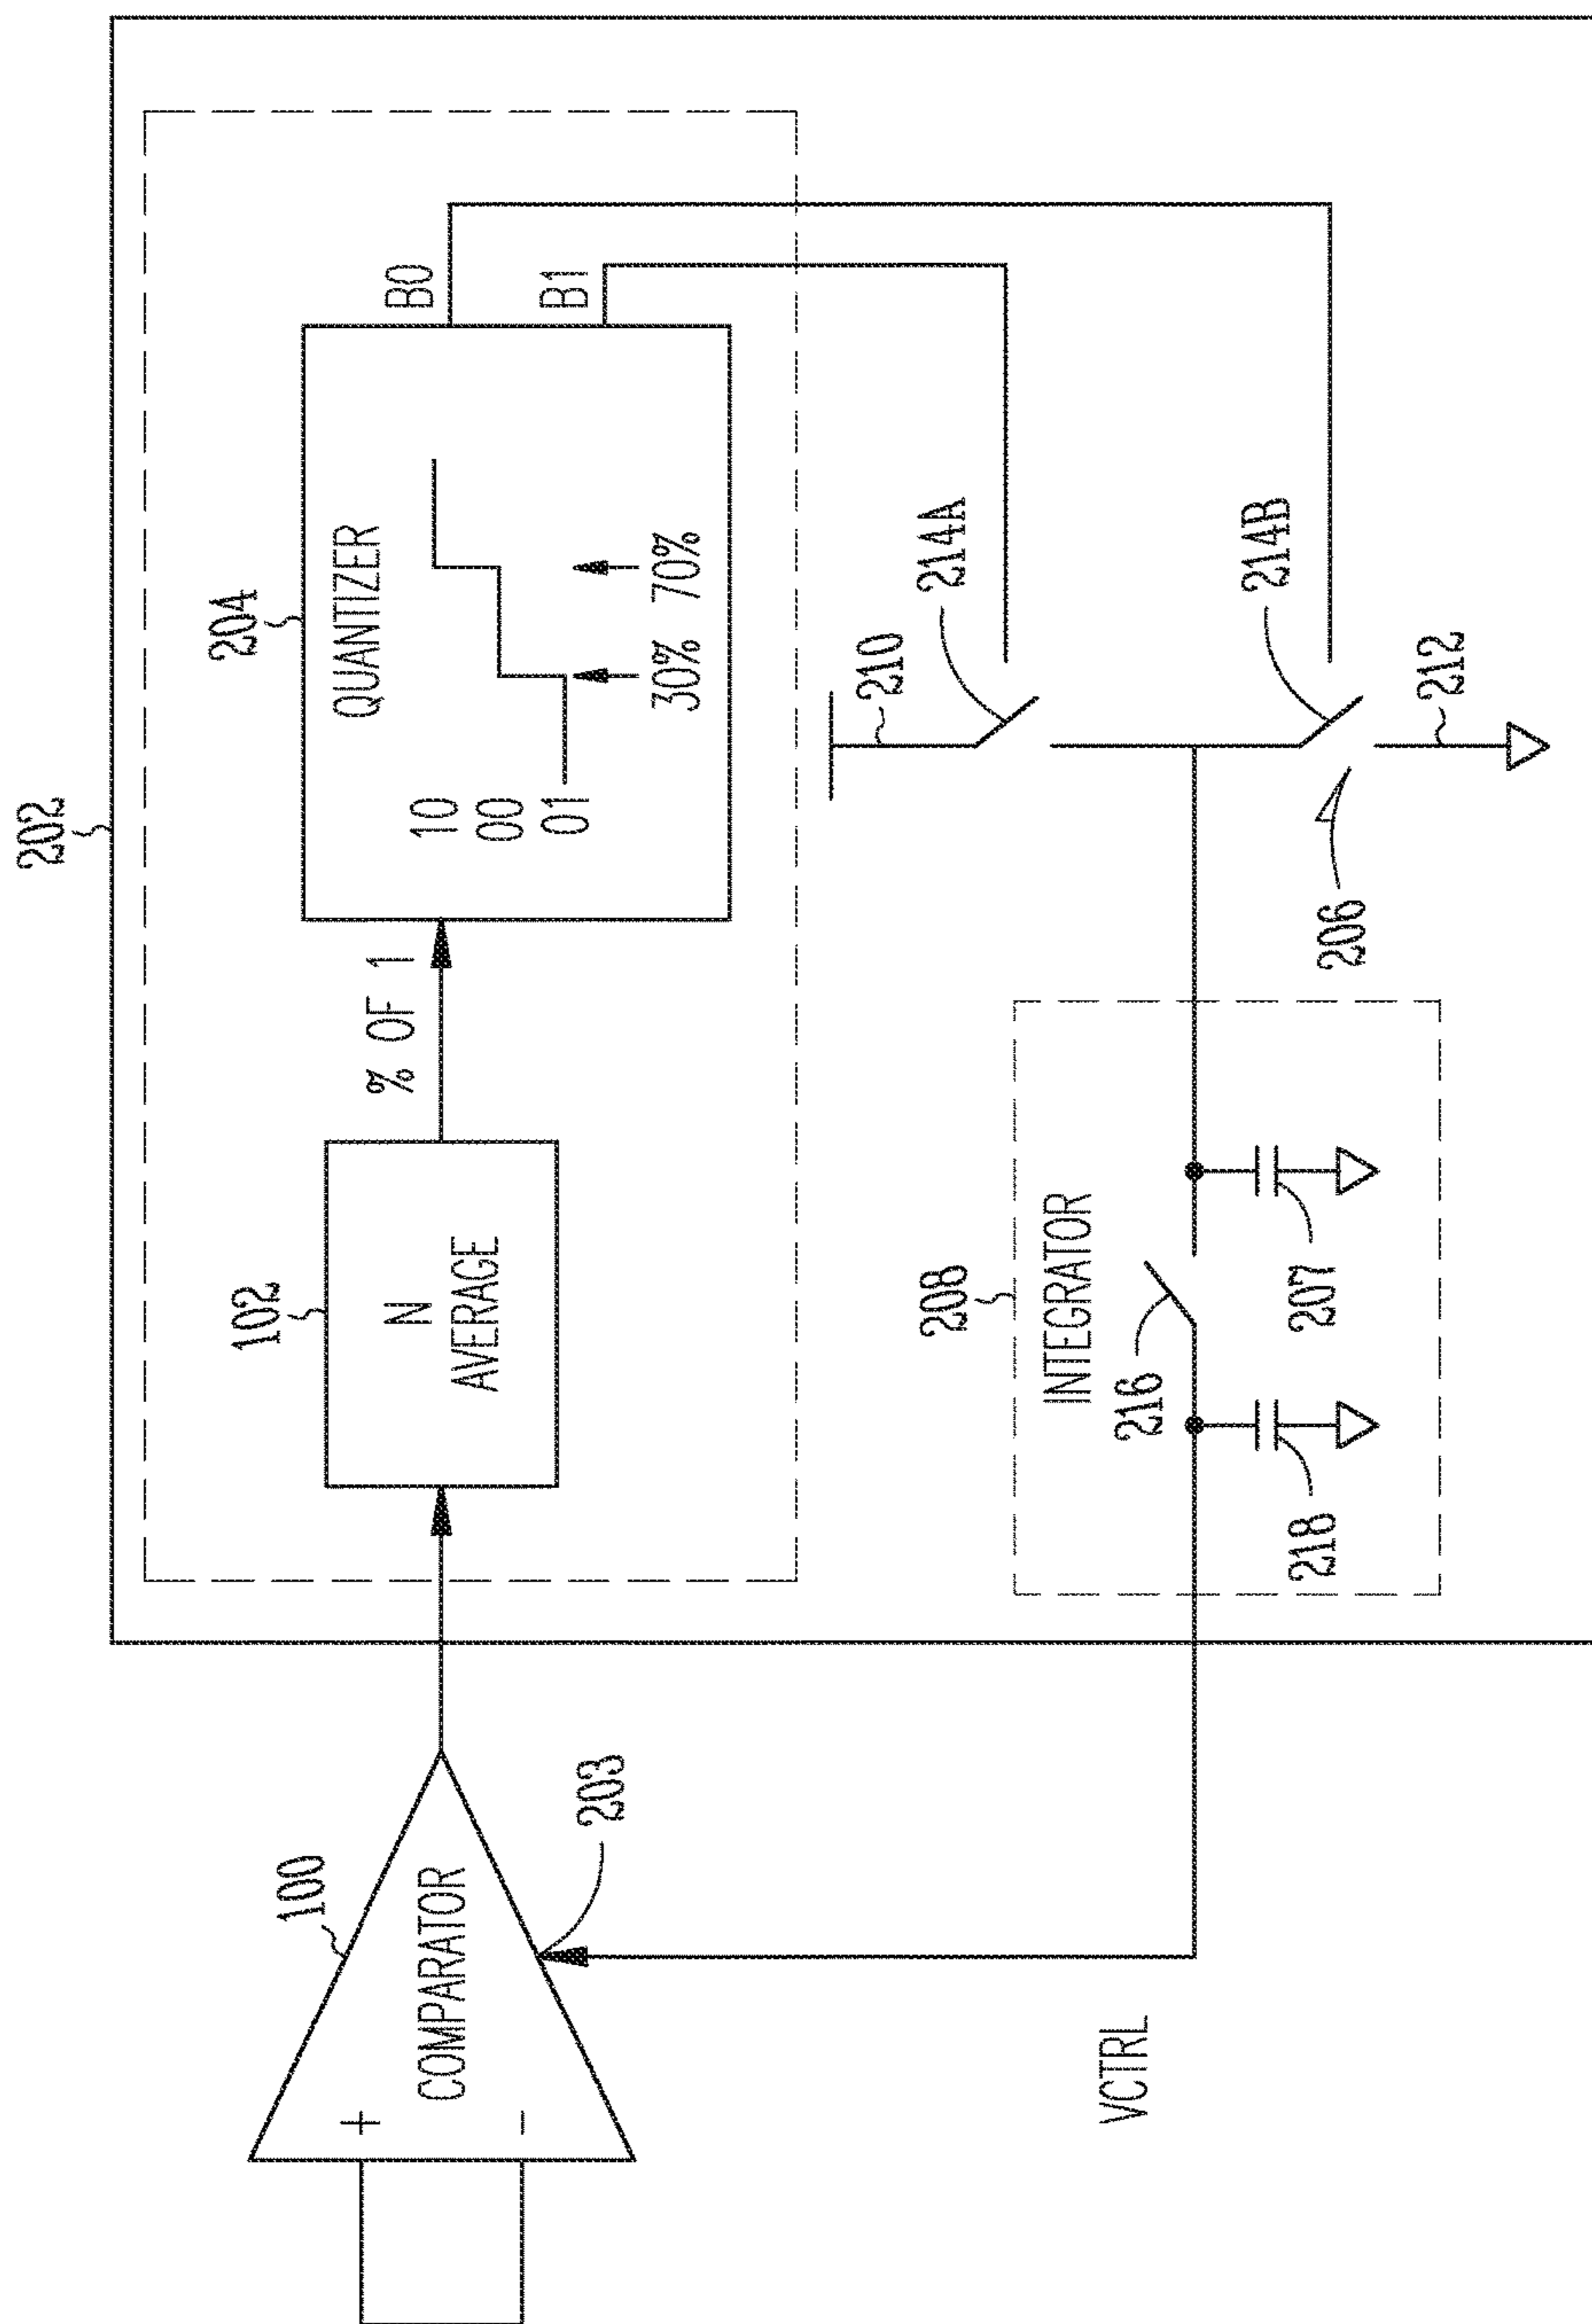 202
204
QUANTIZER
B0
B1
10
00
01
30% 70%
102
N
AVERAGE
% OF 1
100
COMPARATOR
+
-
203
VCTRL
208
INTEGRATOR
216
218
207
210
214A
214B
206
212